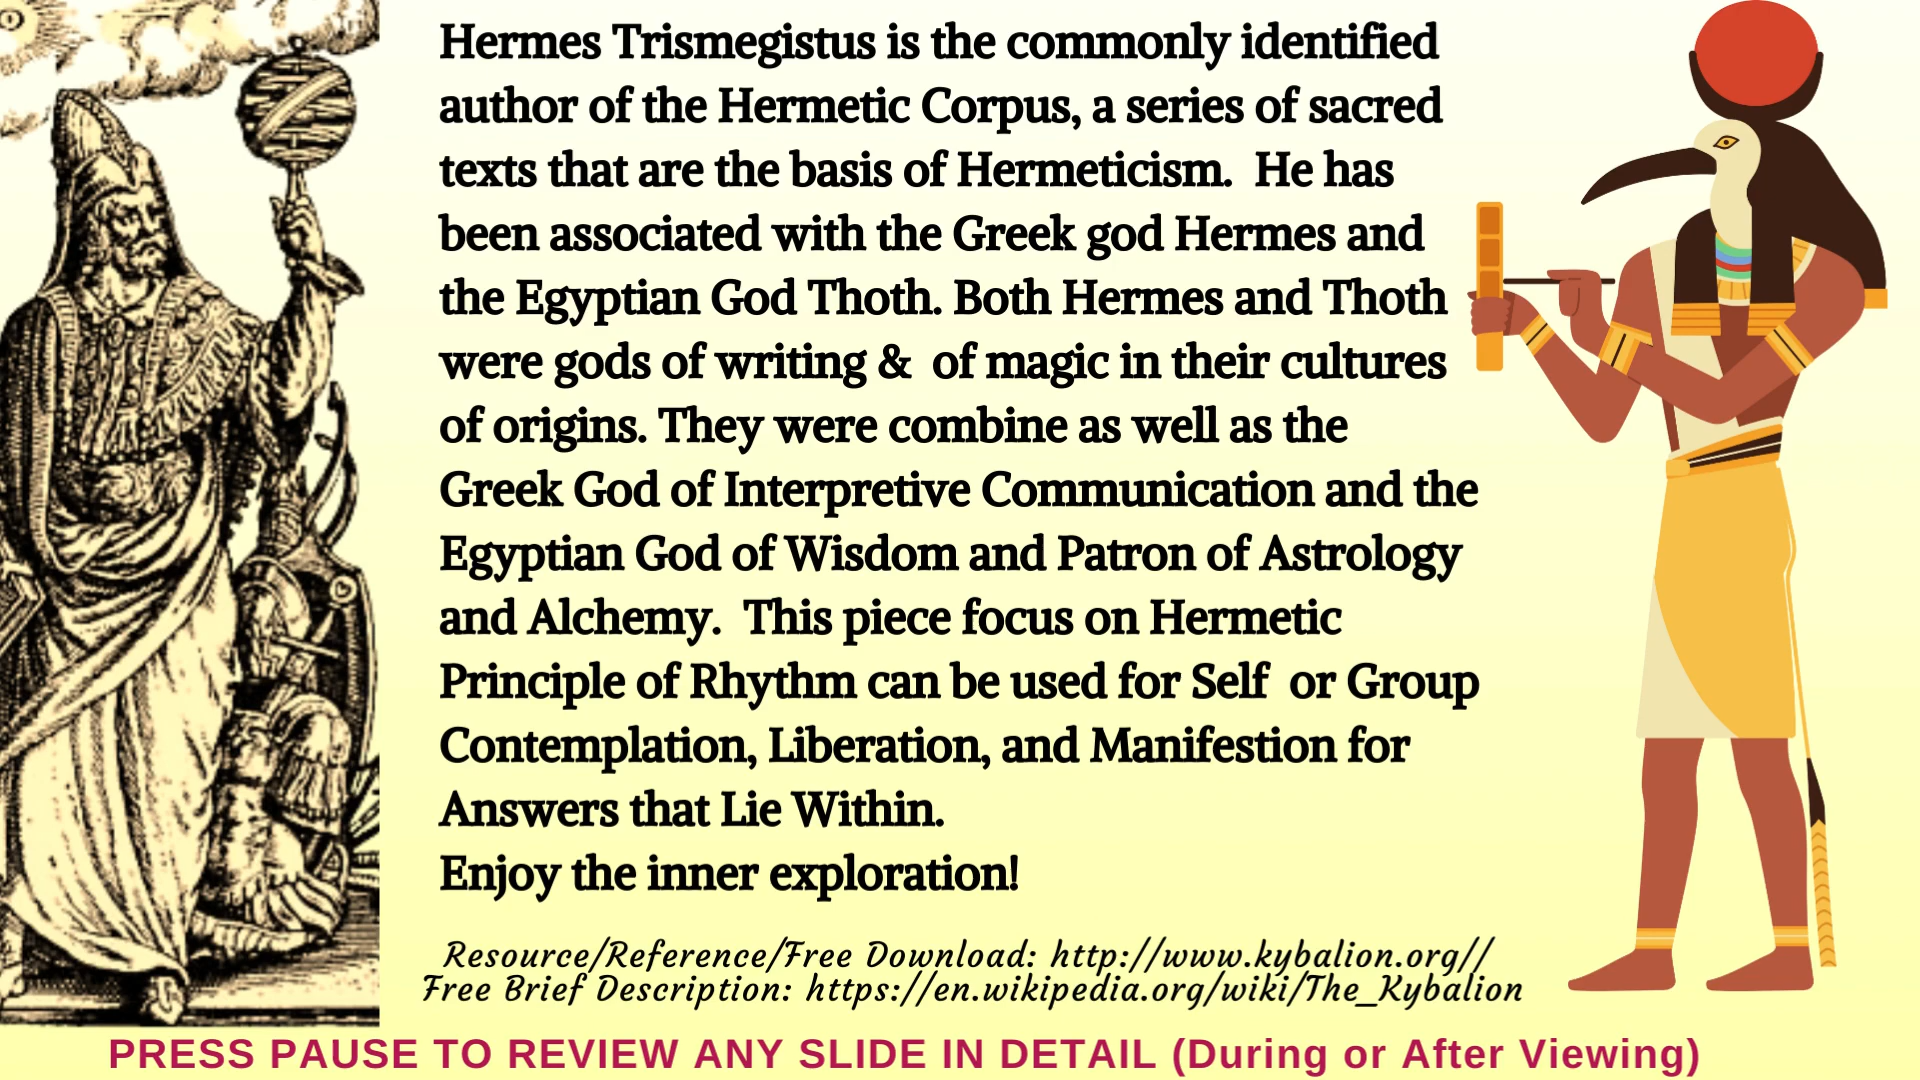 Hermes Trismegistus is the commonly identified
author of the Hermetic Corpus, a series of sacred
texts that are the basis of Hermeticism.  He has
been associated with the Greek god Hermes and
the Egyptian God Thoth. Both Hermes and Thoth
were gods of writing &  of magic in their cultures
of origins. They were combine as well as the
Greek God of Interpretive Communication and the
Egyptian God of Wisdom and Patron of Astrology
and Alchemy.  This piece focus on Hermetic
Principle of Rhythm can be used for Self  or Group
Contemplation, Liberation, and Manifestion for
Answers that Lie Within.
Enjoy the inner exploration!
Resource/Reference/Free Download: http://www.kybalion.org//
Free Brief Description: https://en.wikipedia.org/wiki/The_Kybalion
PRESS PAUSE TO REVIEW ANY SLIDE IN DETAIL (During or After Viewing)